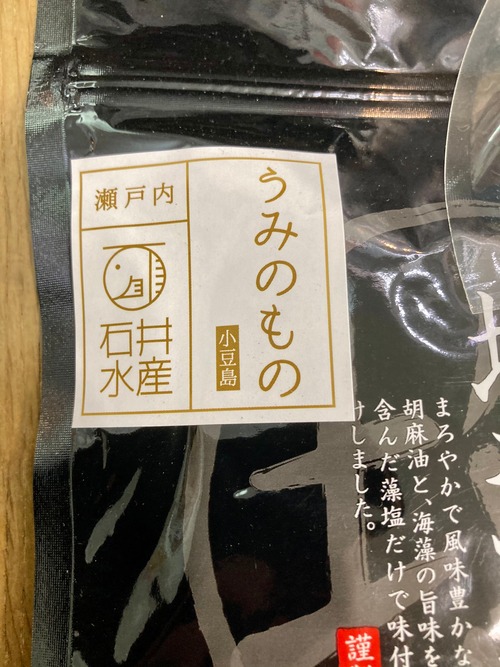 うみのもの
小豆島
瀬戸内
石井
水産
まろやかで風味豊かな
胡麻油と、海藻の旨味を
含んだ藻塩だけで味付
けしました。
謹